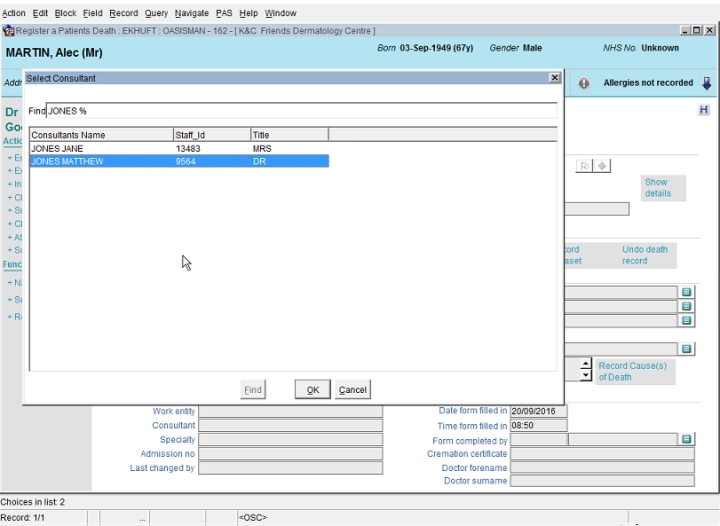 Action Edit Block Field Record Query Navigate PAS Help Window
Register a Patients Death : EKHUFT : OASISMAN - 162 - [ K&C Friends Dermatology Centre ]
MARTIN, Alec (Mr) Born 03-Sep-1949 (67y) Gender Male NHS No. Unknown
Addr
Allergies not recorded
Select Consultant
Find JONES %
Consultants Name Staff_Id Title
JONES JANE 13483 MRS
JONES MATTHEW 9564 DR
Find OK Cancel
Dr
Go
Actio
+ Er
+ Ex
+ In
+ Cl
+ Si
+ Cl
+ At
+ Si
Func
+ Na
+ Se
+ Re
H
Show
details
cord
aset
Undo death
record
Record Cause(s)
of Death
Work entity
Consultant
Specialty
Admission no
Last changed by
Date form filled in 20/09/2016
Time form filled in 08:50
Form completed by
Cremation certificate
Doctor forename
Doctor surname
Choices in list: 2
Record: 1/1 ... <OSC>